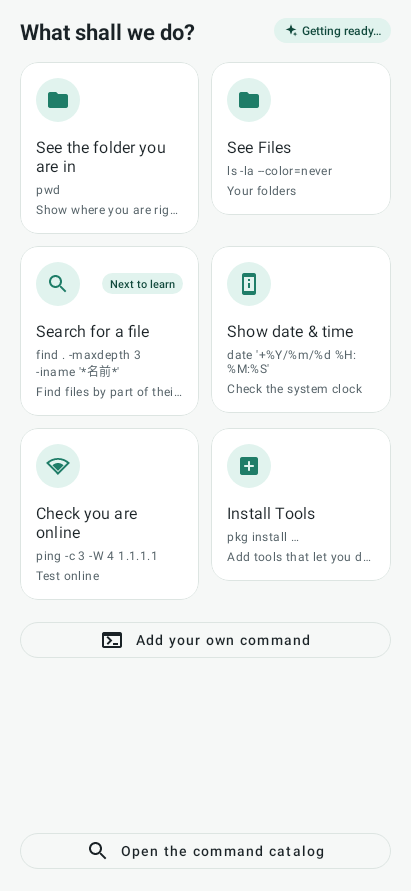 What shall we do?
Getting ready…
See the folder you
are in
pwd
Show where you are rig…
See Files
ls -la --color=never
Your folders
Next to learn
Search for a file
find . -maxdepth 3
-iname '*名前*'
Find files by part of thei…
Show date & time
date '+%Y/%m/%d %H:
%M:%S'
Check the system clock
Check you are
online
ping -c 3 -W 4 1.1.1.1
Test online
Install Tools
pkg install …
Add tools that let you d…
Add your own command
Open the command catalog